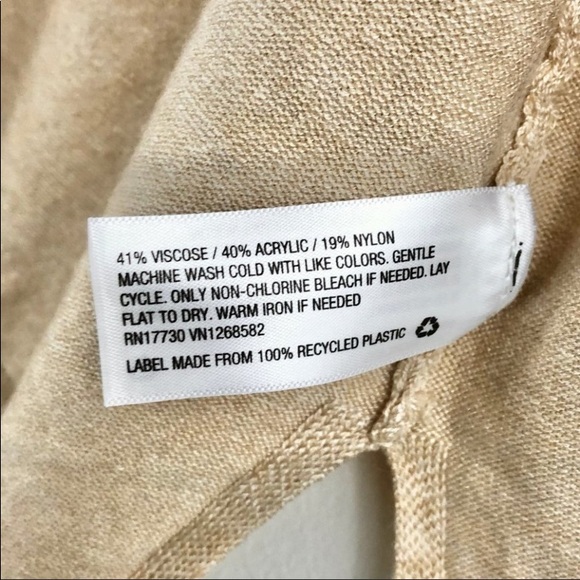 41% VISCOSE / 40% ACRYLIC / 19% NYLON
MACHINE WASH COLD WITH LIKE COLORS. GENTLE
CYCLE. ONLY NON-CHLORINE BLEACH IF NEEDED. LAY
FLAT TO DRY. WARM IRON IF NEEDED
RN17730 VN1268582
LABEL MADE FROM 100% RECYCLED PLASTIC